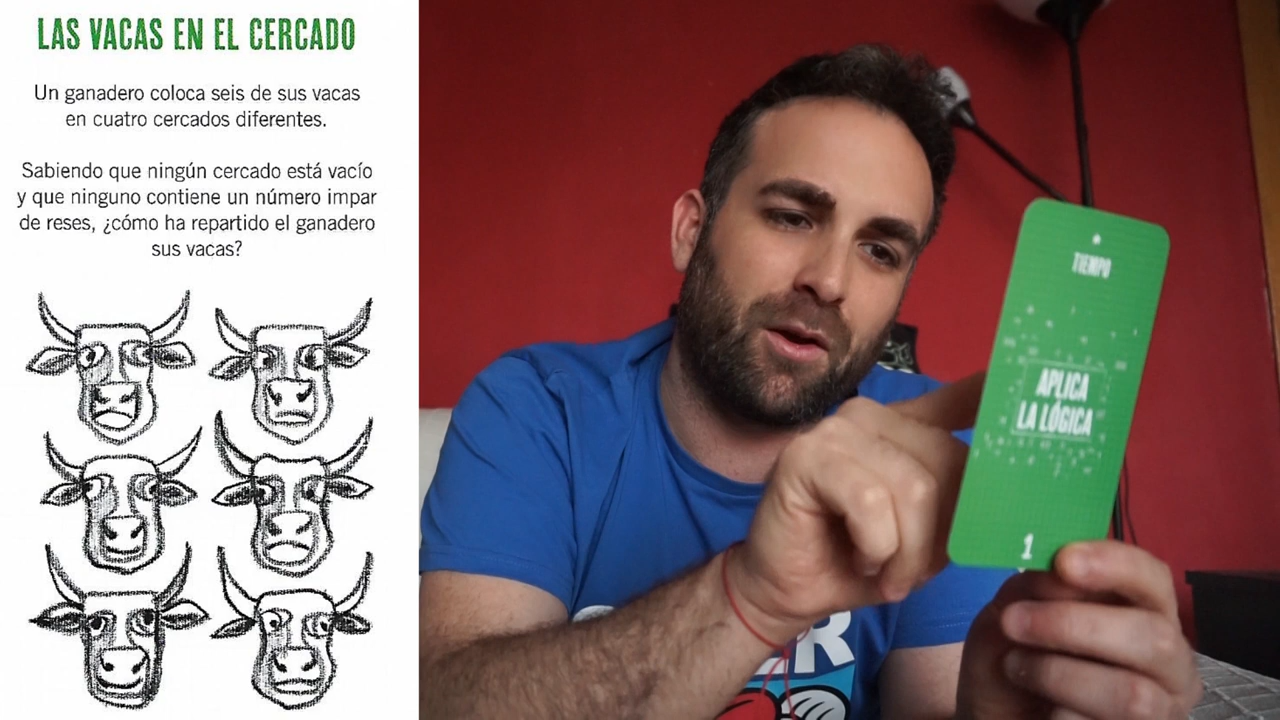 LAS VACAS EN EL CERCADO
Un ganadero coloca seis de sus vacas
en cuatro cercados diferentes.
Sabiendo que ningún cercado está vacío
y que ninguno contiene un número impar
de reses, ¿cómo ha repartido el ganadero
sus vacas?
TIEMPO
APLICA
LA LÓGICA
1